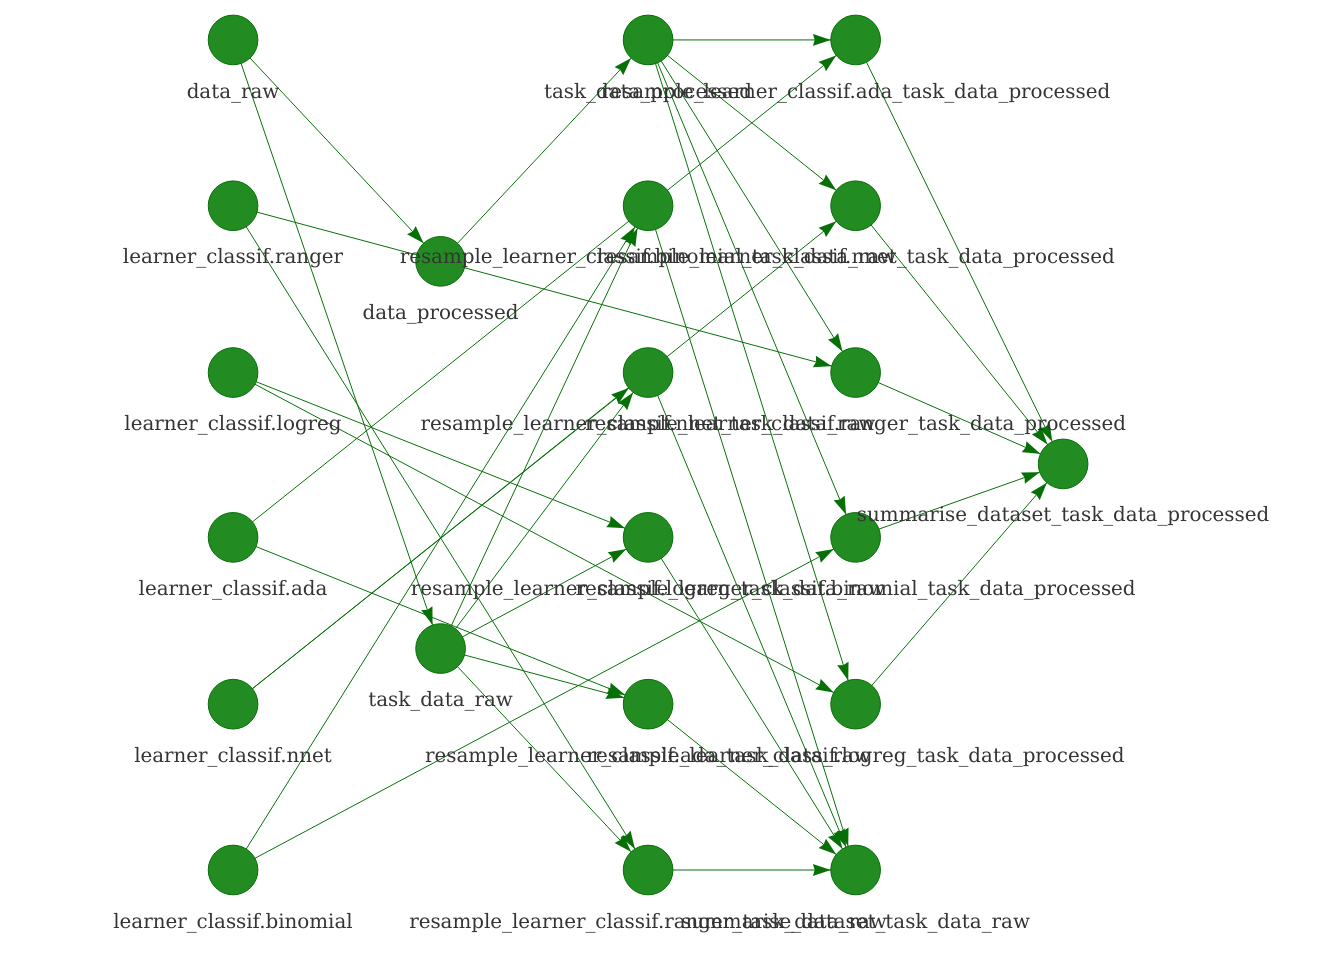 data_raw
task_data_processed
resample_learner_classif.ada_task_data_processed
learner_classif.ranger
resample_learner_classif.binomial_task_data_raw
resample_learner_classif.nnet_task_data_processed
data_processed
learner_classif.logreg
resample_learner_classif.nnet_task_data_raw
resample_learner_classif.ranger_task_data_processed
summarise_dataset_task_data_processed
learner_classif.ada
resample_learner_classif.logreg_task_data_raw
resample_learner_classif.binomial_task_data_processed
task_data_raw
learner_classif.nnet
resample_learner_classif.ada_task_data_raw
resample_learner_classif.logreg_task_data_processed
learner_classif.binomial
resample_learner_classif.ranger_task_data_raw
summarise_dataset_task_data_raw